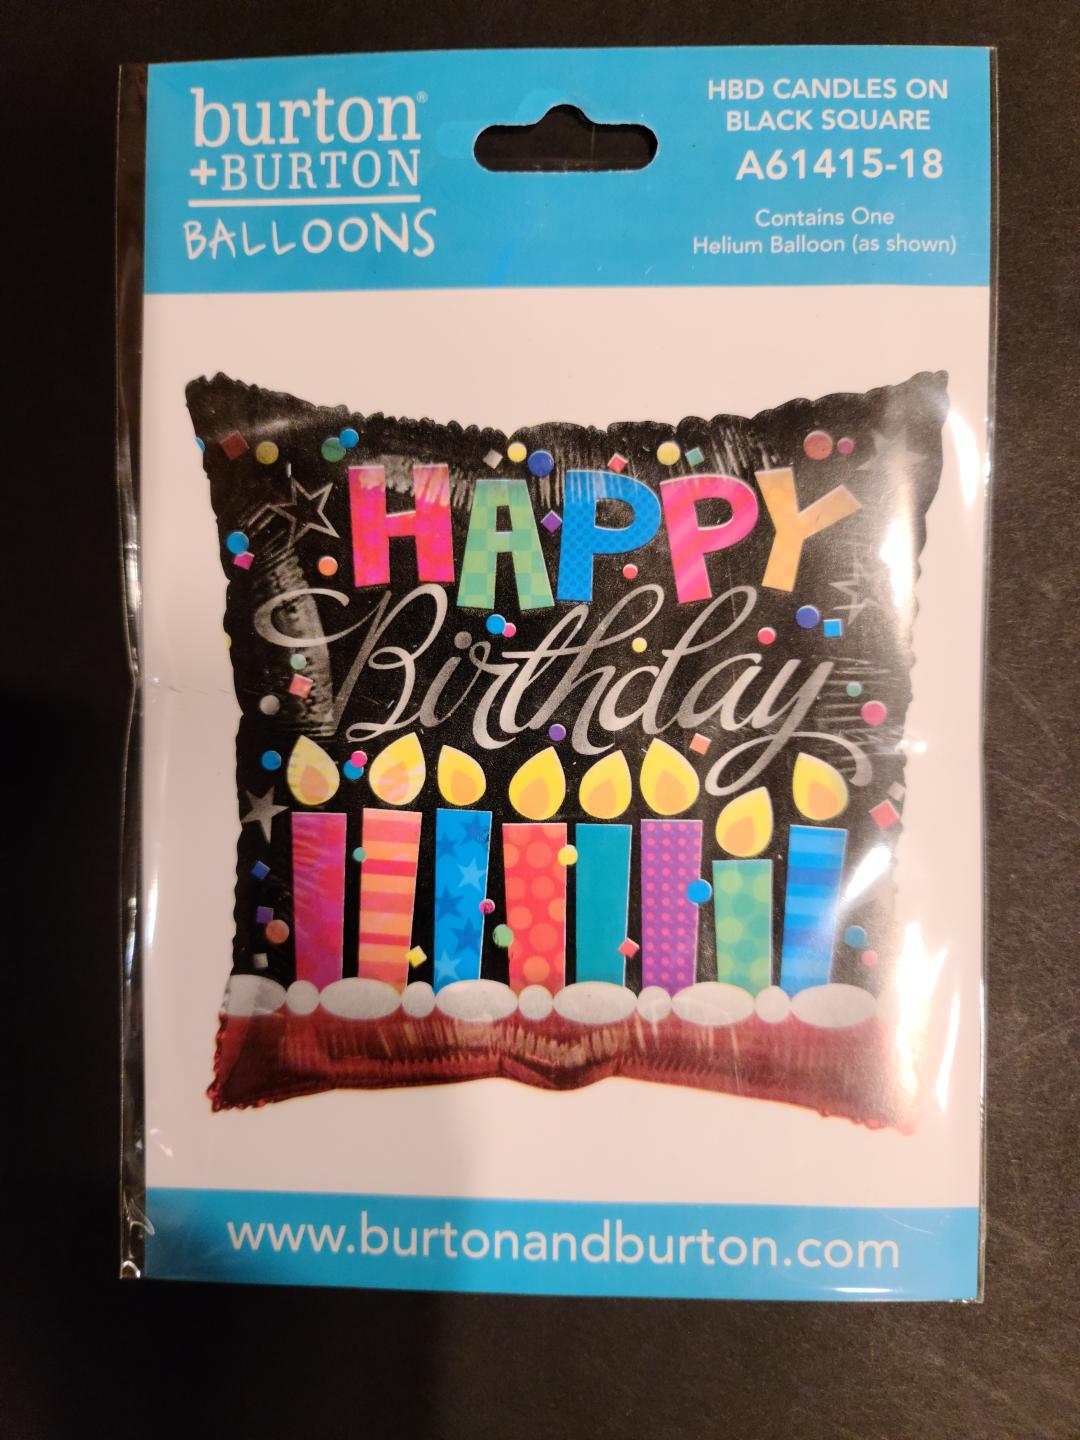 burton®
+BURTON
BALLOONS
HBD CANDLES ON
BLACK SQUARE
A61415-18
Contains One
Helium Balloon (as shown)
HAPPY
Birthday
www.burtonandburton.com